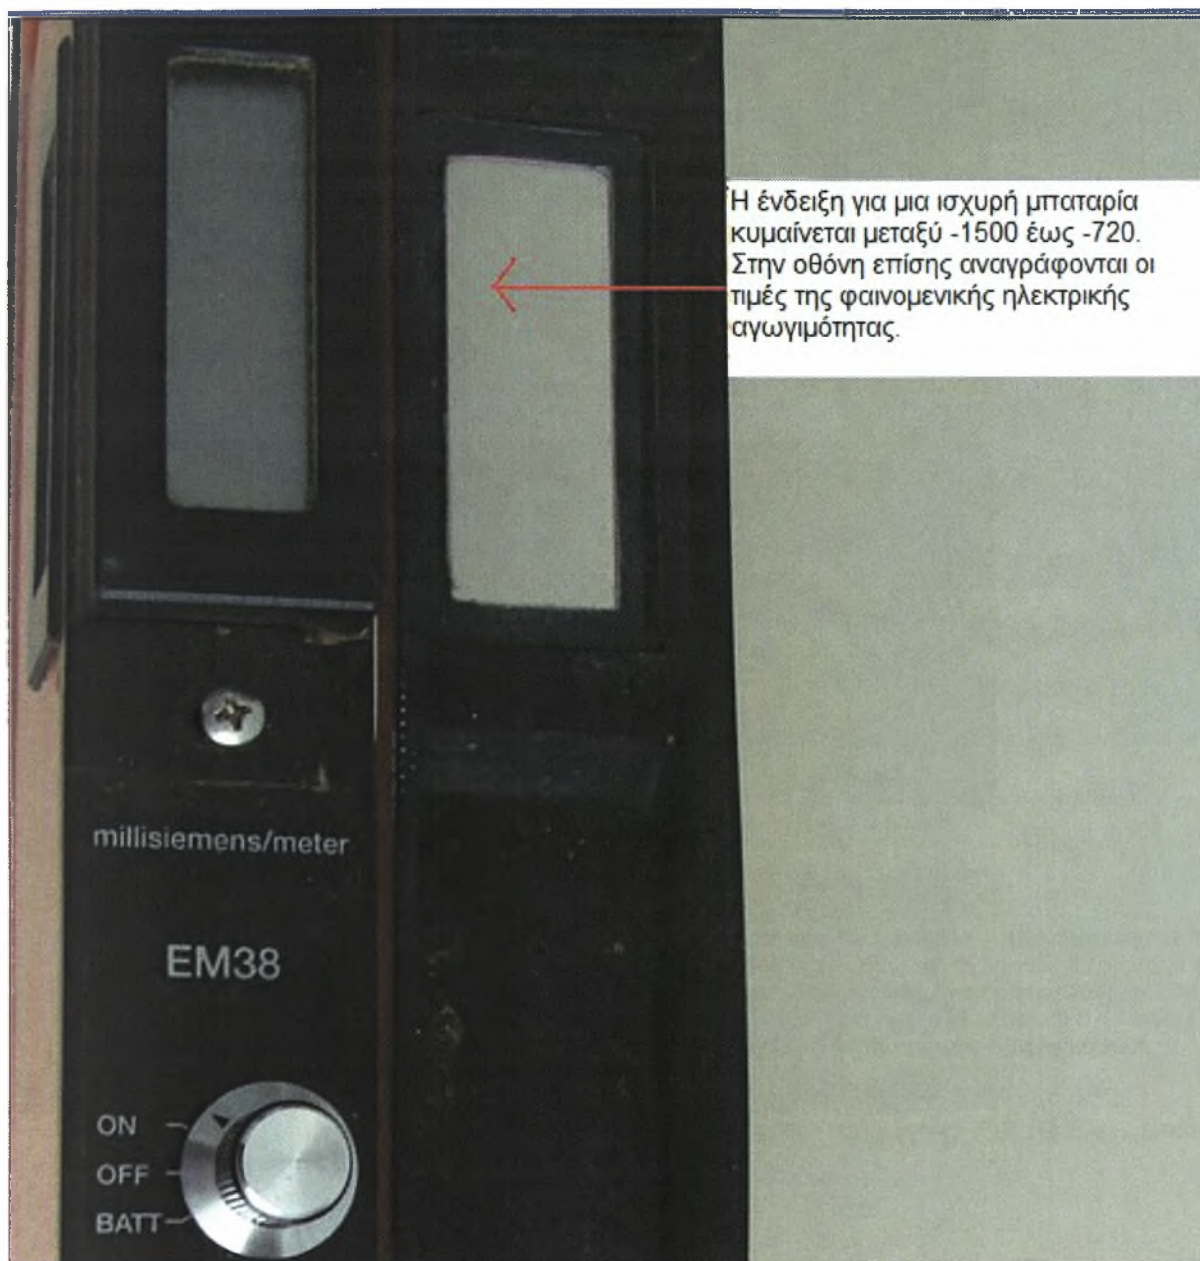 Η ένδειξη για μια ισχυρή μπαταρία
κυμαίνεται μεταξύ -1500 έως -720.
Στην οθόνη επίσης αναγράφονται οι
τιμές της φαινομενικής ηλεκτρικής
αγωγιμότητας.
millisiemens/meter
EM38
ON
OFF
BATT